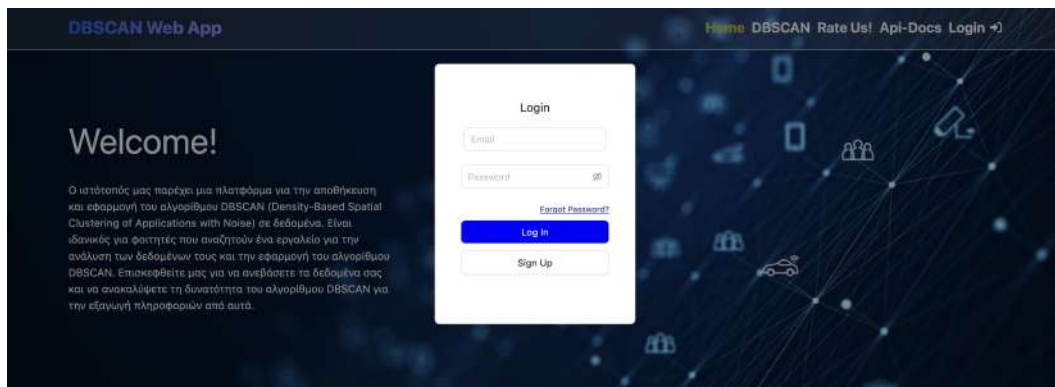 DBSCAN Web App
Home DBSCAN Rate Us! Api-Docs Login
Welcome!
Ο ιστότοπός μας παρέχει μια πλατφόρμα για την αποθήκευση
και εφαρμογή του αλγορίθμου DBSCAN (Density-Based Spatial
Clustering of Applications with Noise) σε δεδομένα. Είναι
ιδανικός για φοιτητές που αναζητούν ένα εργαλείο για την
ανάλυση των δεδομένων τους και την εφαρμογή του αλγορίθμου
DBSCAN. Επισκεφθείτε μας για να ανεβάσετε τα δεδομένα σας
και να ανακαλύψετε τη δυνατότητα του αλγορίθμου DBSCAN για
την εξαγωγή πληροφοριών από αυτά.
Login
Email
Password
Forgot Password?
Log In
Sign Up